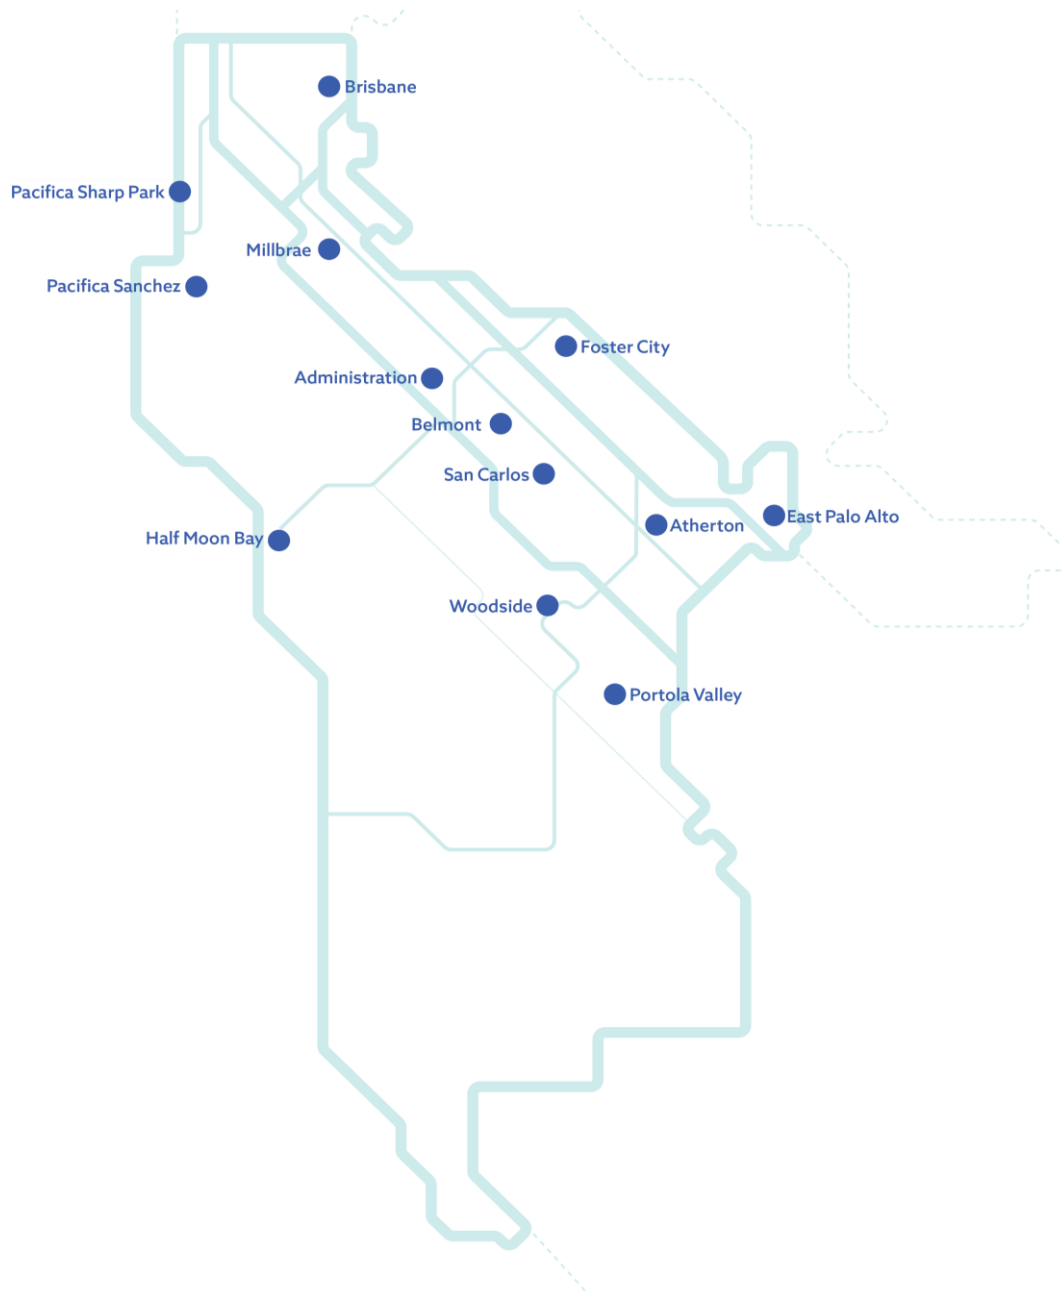 Brisbane
Pacifica Sharp Park
Millbrae
Pacifica Sanchez
Foster City
Administration
Belmont
San Carlos
East Palo Alto
Atherton
Half Moon Bay
Woodside
Portola Valley